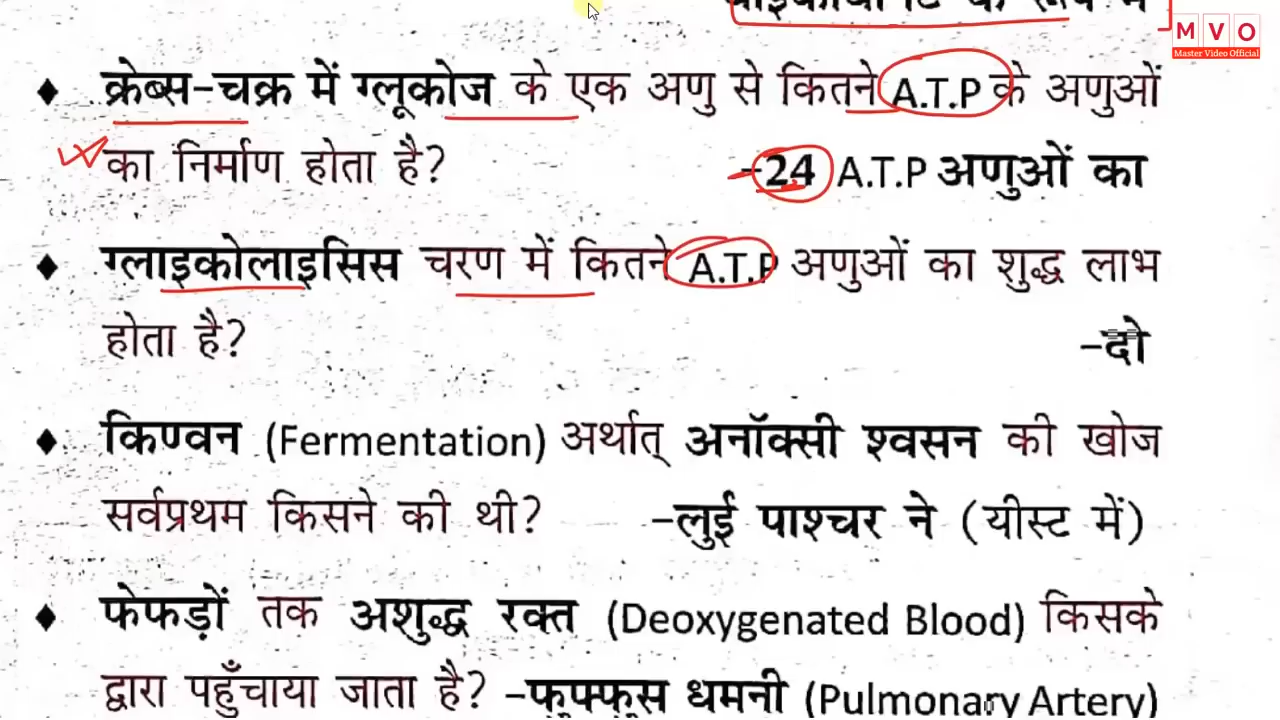 के रूप में
M V O
Master Video Official
♦ क्रेब्स-चक्र में ग्लूकोज के एक अणु से कितने A.T.P के अणुओं
का निर्माण होता है? -24 A.T.P अणुओं का
♦ ग्लाइकोलाइसिस चरण में कितने A.T.P अणुओं का शुद्ध लाभ
होता है? -दो
♦ किण्वन (Fermentation) अर्थात् अनॉक्सी श्वसन की खोज
सर्वप्रथम किसने की थी? -लुई पाश्चर ने (यीस्ट में)
♦ फेफड़ों तक अशुद्ध रक्त (Deoxygenated Blood) किसके
द्वारा पहुँचाया जाता है? -फुफ्फुस धमनी (Pulmonary Artery)